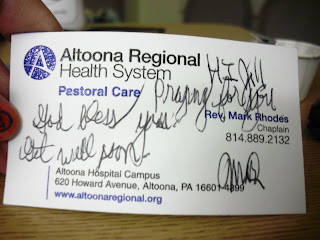 Altoona Regional
Health System
Hi Jill
Pastoral Care
Praying for you
God bless you.
Rev. Mark Rhodes
Chaplain
Get well soon-
814.889.2132
Altoona Hospital Campus
620 Howard Avenue, Altoona, PA 16601-4899
www.altoonaregional.org